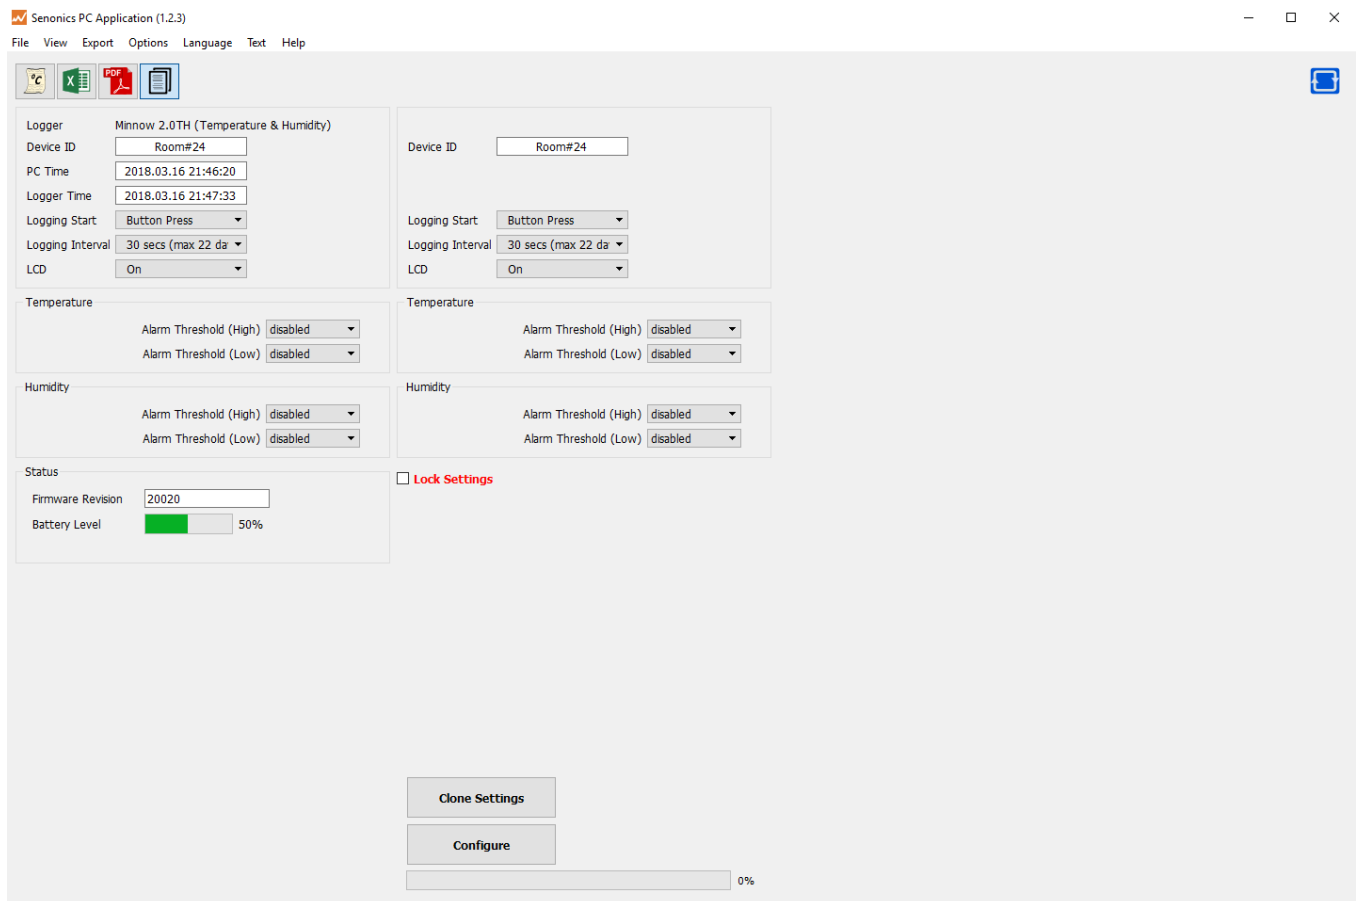 Senonics PC Application (1.2.3)
File View Export Options Language Text Help
°C
PDF
Logger Minnow 2.0TH (Temperature & Humidity)
Device ID Room#24
PC Time 2018.03.16 21:46:20
Logger Time 2018.03.16 21:47:33
Logging Start Button Press
Logging Interval 30 secs (max 22 da
LCD On
Temperature
Alarm Threshold (High) disabled
Alarm Threshold (Low) disabled
Humidity
Alarm Threshold (High) disabled
Alarm Threshold (Low) disabled
Status
Firmware Revision 20020
Battery Level 50%
Device ID Room#24
Logging Start Button Press
Logging Interval 30 secs (max 22 da
LCD On
Temperature
Alarm Threshold (High) disabled
Alarm Threshold (Low) disabled
Humidity
Alarm Threshold (High) disabled
Alarm Threshold (Low) disabled
Lock Settings
Clone Settings
Configure
0%